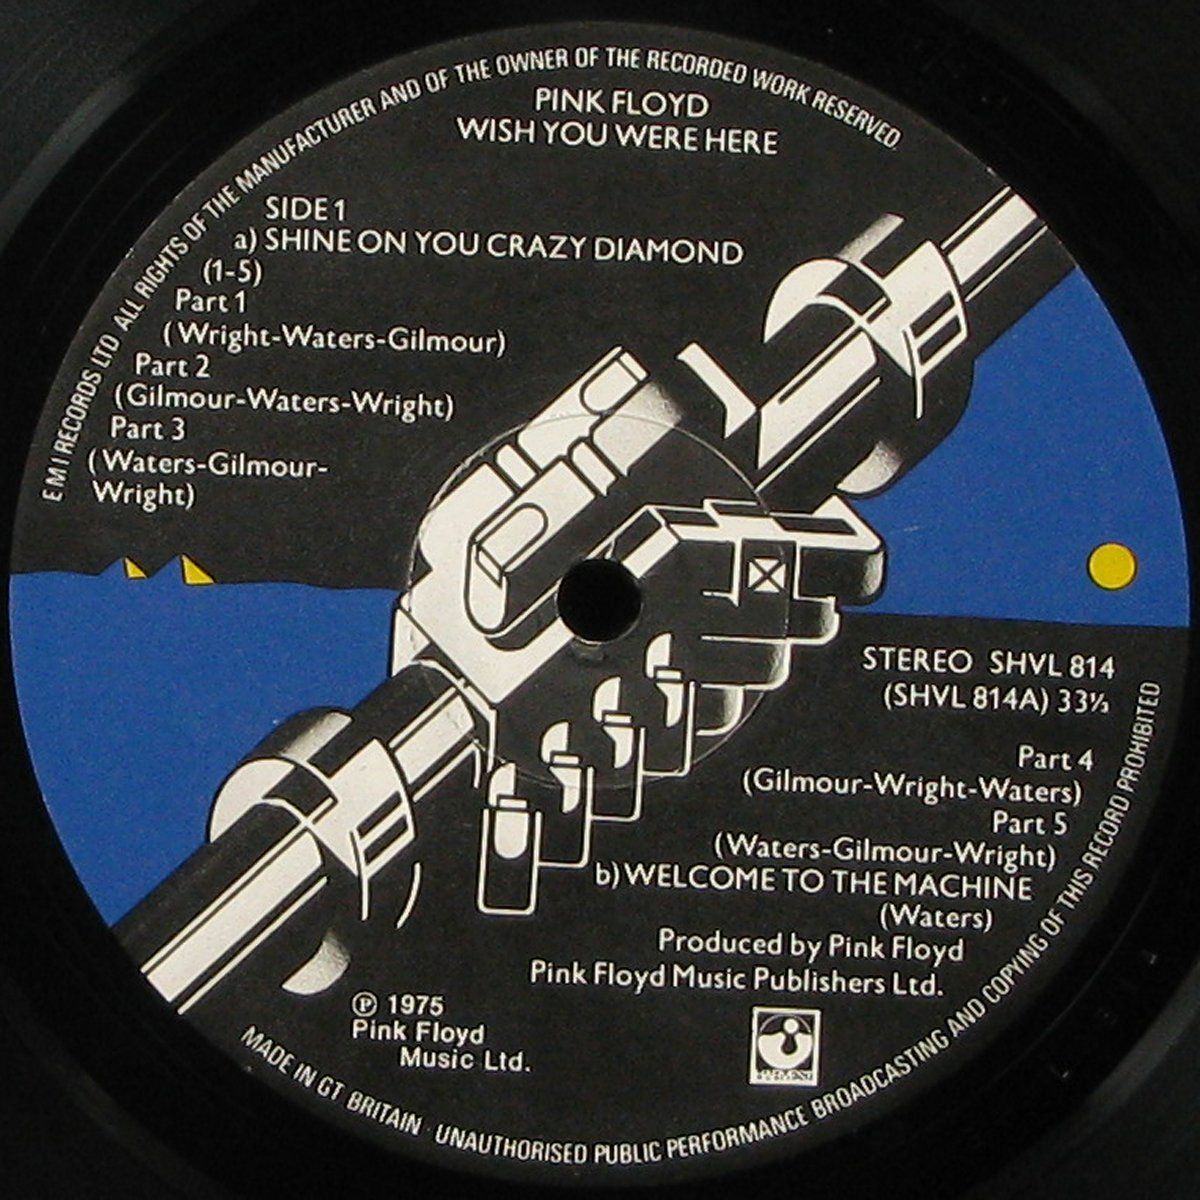 E M I RECORDS LTD ALL RIGHTS OF THE MANUFACTURER AND OF THE OWNER OF THE RECORDED WORK RESERVED.
PINK FLOYD
WISH YOU WERE HERE
SIDE 1
a) SHINE ON YOU CRAZY DIAMOND
(1-5)
Part 1
(Wright-Waters-Gilmour)
Part 2
(Gilmour-Waters-Wright)
Part 3
(Waters-Gilmour-
Wright)
STEREO SHVL 814
(SHVL 814A) 33⅓
Part 4
(Gilmour-Wright-Waters)
Part 5
(Waters-Gilmour-Wright)
b) WELCOME TO THE MACHINE
(Waters)
Produced by Pink Floyd
Pink Floyd Music Publishers Ltd.
℗ 1975
Pink Floyd
Music Ltd.
HARVEST
MADE IN GT BRITAIN · UNAUTHORISED PUBLIC PERFORMANCE BROADCASTING AND COPYING OF THIS RECORD PROHIBITED